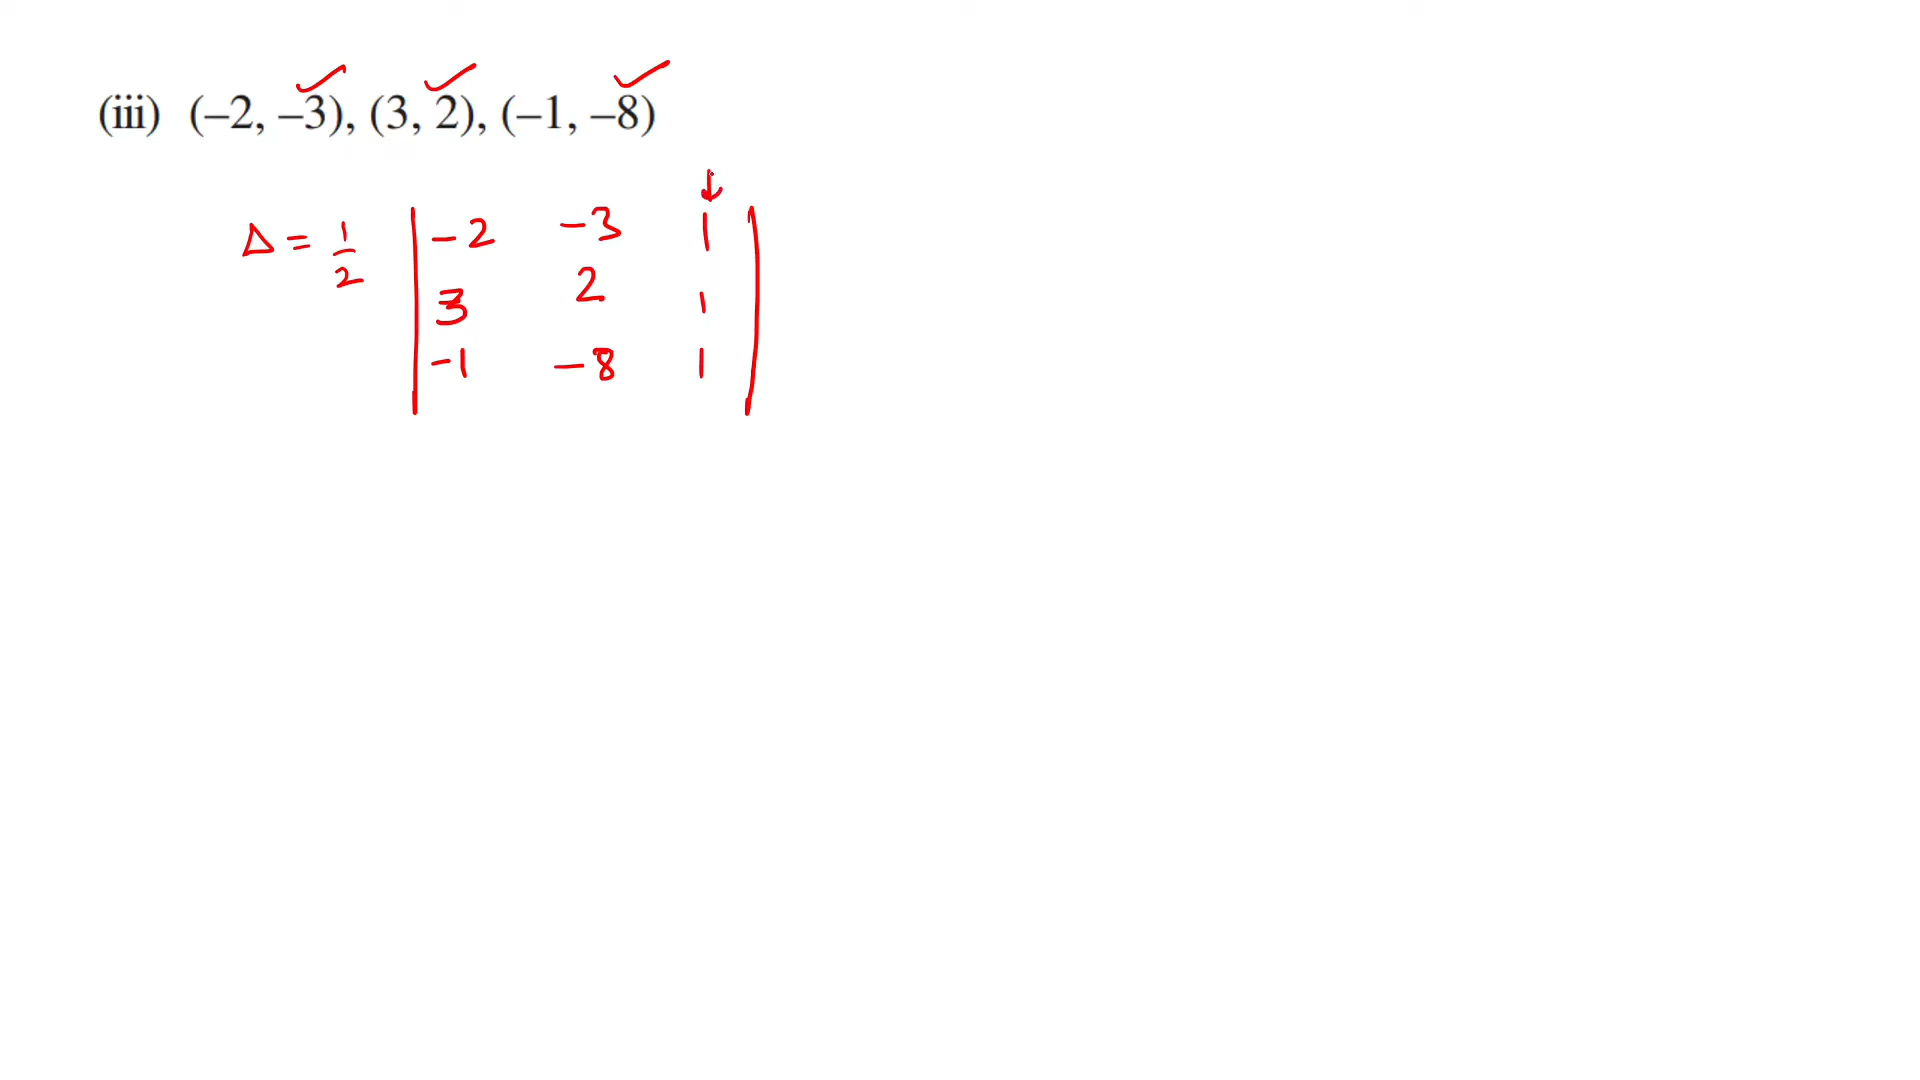 (iii) (–2, –3), (3, 2), (–1, –8)
Δ = 1/2 | -2 -3 1 |
3 2 1
-1 -8 1